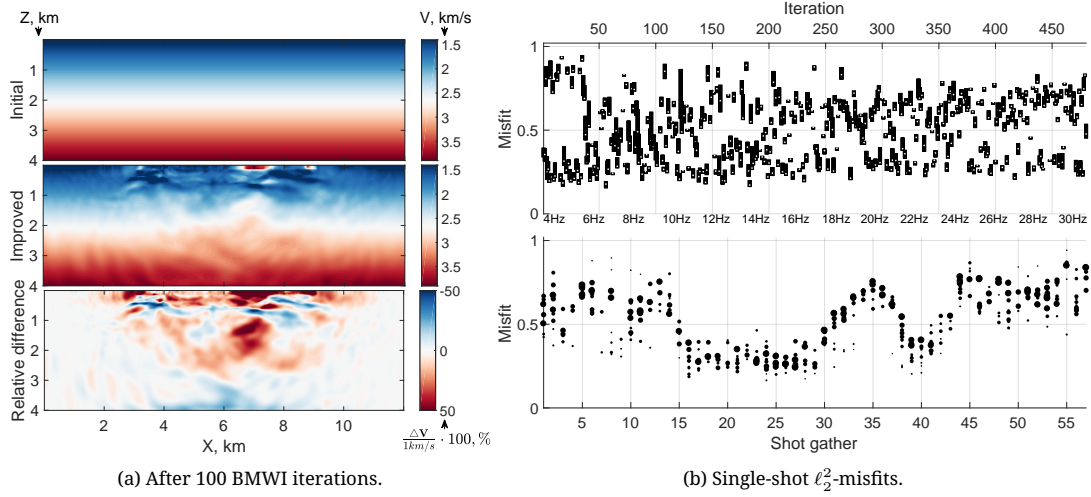 Z, km
V, km/s
Initial
1
2
3
4
1.5
2
2.5
3
3.5
Improved
1
2
3
4
1.5
2
2.5
3
3.5
Relative difference
1
2
3
4
-50
0
50
2 4 6 8 10
X, km
△V / 1km/s · 100, %
(a) After 100 BMWI iterations.
Iteration
50 100 150 200 250 300 350 400 450
Misfit
1
0.5
0
4Hz 6Hz 8Hz 10Hz 12Hz 14Hz 16Hz 18Hz 20Hz 22Hz 24Hz 26Hz 28Hz 30Hz
Misfit
1
0.5
0
5 10 15 20 25 30 35 40 45 50 55
Shot gather
(b) Single-shot ℓ₂²-misfits.